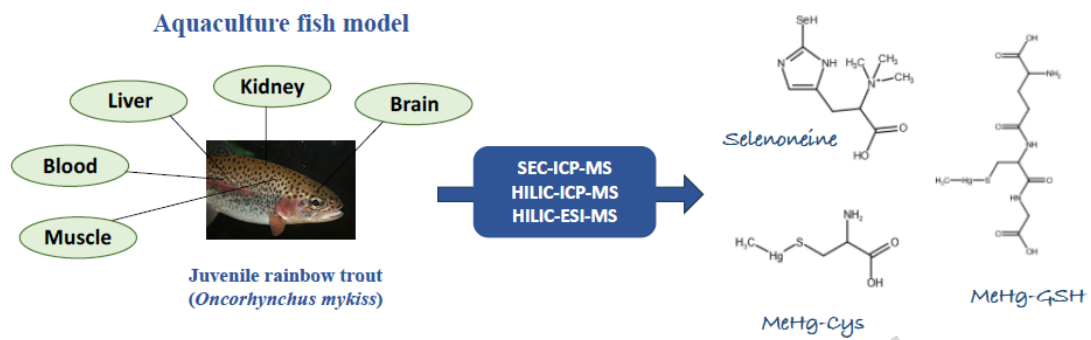 Aquaculture fish model
Liver
Kidney
Brain
Blood
Muscle
Juvenile rainbow trout
(Oncorhynchus mykiss)
SEC-ICP-MS
HILIC-ICP-MS
HILIC-ESI-MS
SeH
N
NH
H₃C
CH₃
N⁺
CH₃
O
HO
Selenoneine
NH₂
H₃C
Hg
S
O
OH
MeHg-Cys
OH
O
NH₂
O
NH
H₃C—Hg—S
O
NH
O
OH
MeHg-GSH